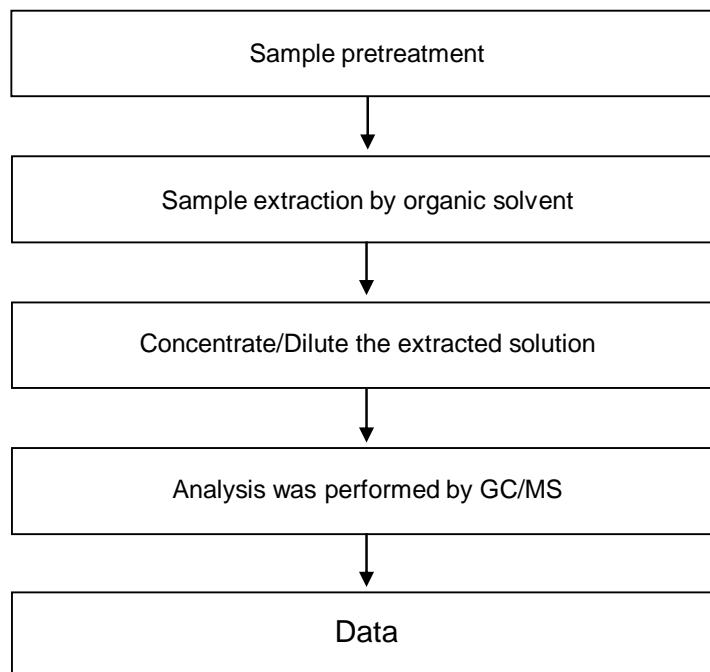 Sample pretreatment
Sample extraction by organic solvent
Concentrate/Dilute the extracted solution
Analysis was performed by GC/MS
Data